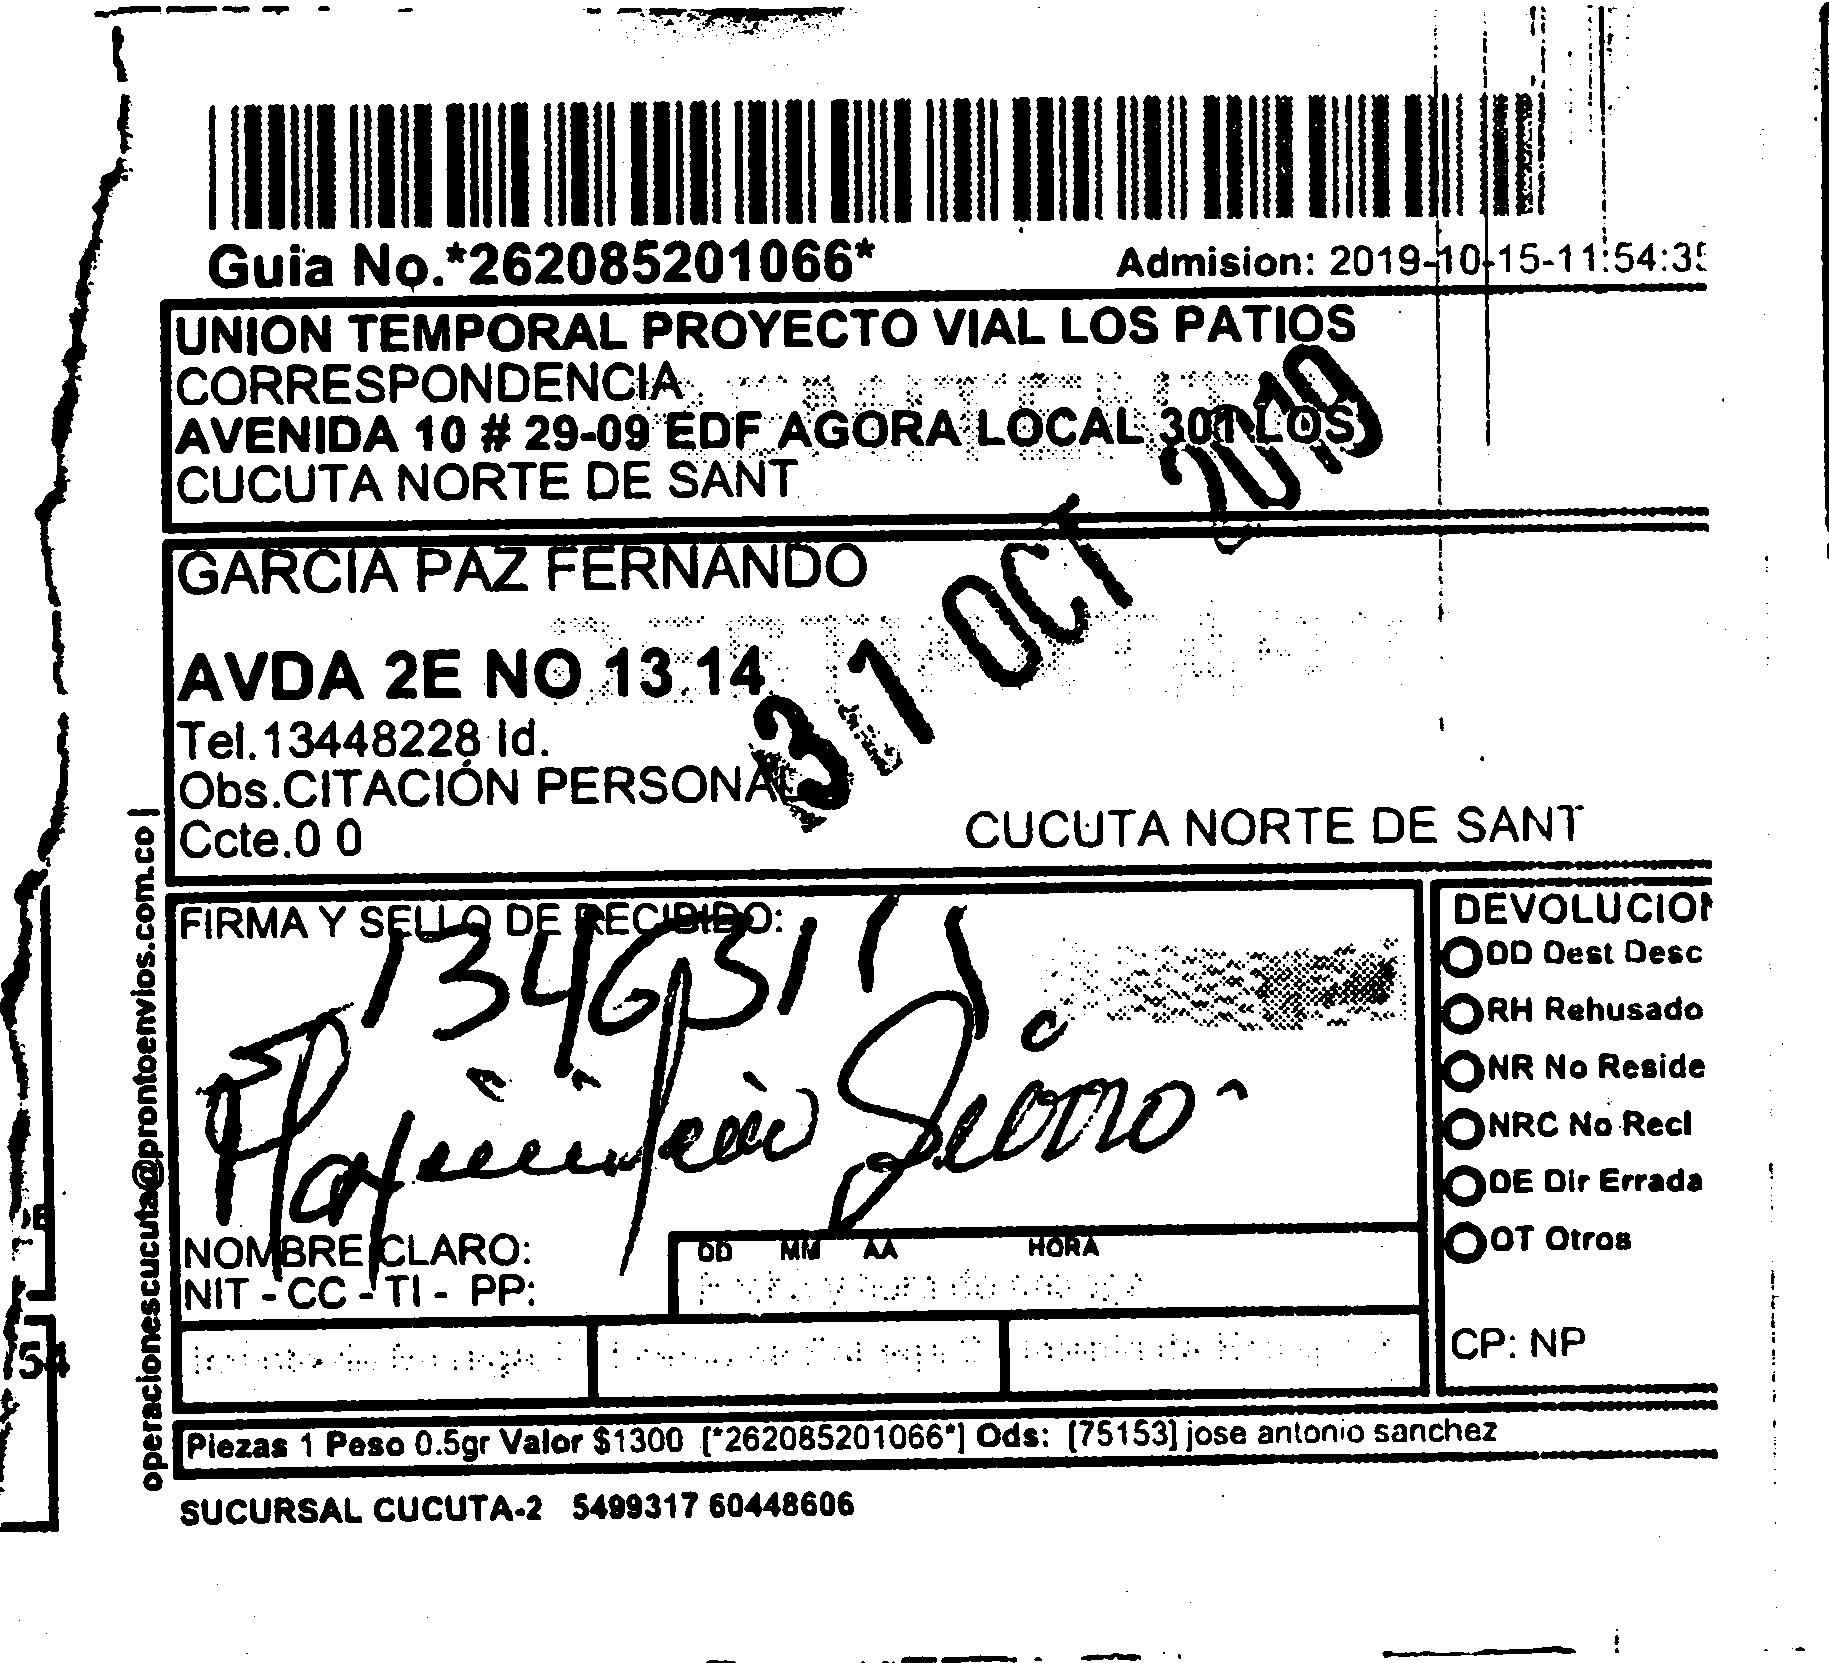 Guia No.*262085201066*
Admision: 2019-10-15-11:54:35
UNION TEMPORAL PROYECTO VIAL LOS PATIOS
CORRESPONDENCIA
AVENIDA 10 # 29-09 EDF AGORA LOCAL 301 LOS
CUCUTA NORTE DE SANT
31 OCT 2019
GARCIA PAZ FERNANDO
AVDA 2E NO 13 14
Tel.13448228 Id.
Obs.CITACIÓN PERSONAL
Ccte.0 0
CUCUTA NORTE DE SANT
operacionescucuta@prontoenvios.com.co |
FIRMA Y SELLO DE RECIBIDO:
NOMBRE CLARO:
NIT - CC - TI - PP:
DD MM AA HORA
DEVOLUCION
DD Dest Desc
RH Rehusado
NR No Reside
NRC No Recl
DE Dir Errada
OT Otros
CP: NP
54
Piezas 1 Peso 0.5gr Valor $1300 [*262085201066*] Ods: [75153] jose antonio sanchez
SUCURSAL CUCUTA-2 5499317 60448606